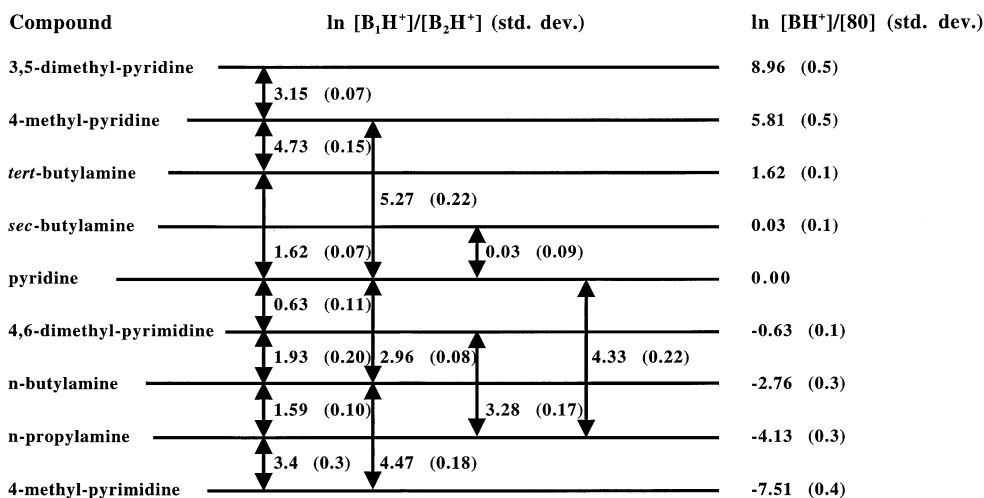 Compound ln [B₁H⁺]/[B₂H⁺] (std. dev.) ln [BH⁺]/[80] (std. dev.)
3,5-dimethyl-pyridine 8.96 (0.5)
3.15 (0.07)
4-methyl-pyridine 5.81 (0.5)
4.73 (0.15)
tert-butylamine 1.62 (0.1)
5.27 (0.22)
sec-butylamine 0.03 (0.1)
1.62 (0.07) 0.03 (0.09)
pyridine 0.00
0.63 (0.11)
4,6-dimethyl-pyrimidine -0.63 (0.1)
1.93 (0.20) 2.96 (0.08) 4.33 (0.22)
n-butylamine -2.76 (0.3)
1.59 (0.10) 3.28 (0.17)
n-propylamine -4.13 (0.3)
3.4 (0.3) 4.47 (0.18)
4-methyl-pyrimidine -7.51 (0.4)